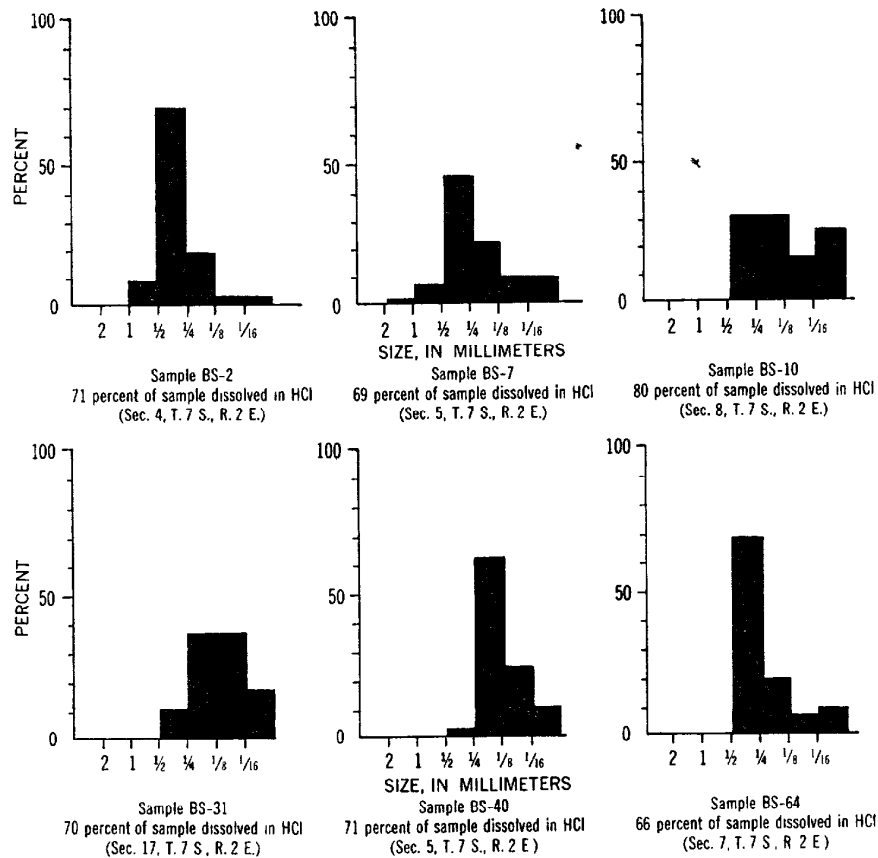 100
50
0
PERCENT
2 1 ½ ¼ ⅛ 1/16
Sample BS-2
71 percent of sample dissolved in HCl
(Sec. 4, T. 7 S., R. 2 E.)
100
50
0
2 1 ½ ¼ ⅛ 1/16
SIZE, IN MILLIMETERS
Sample BS-7
69 percent of sample dissolved in HCl
(Sec. 5, T. 7 S., R. 2 E.)
100
50
0
2 1 ½ ¼ ⅛ 1/16
Sample BS-10
80 percent of sample dissolved in HCl
(Sec. 8, T. 7 S., R. 2 E.)
100
50
0
PERCENT
2 1 ½ ¼ ⅛ 1/16
Sample BS-31
70 percent of sample dissolved in HCl
(Sec. 17, T. 7 S, R. 2 E.)
100
50
0
2 1 ½ ¼ ⅛ 1/16
SIZE, IN MILLIMETERS
Sample BS-40
71 percent of sample dissolved in HCl
(Sec. 5, T. 7 S., R. 2 E)
100
50
0
2 1 ½ ¼ ⅛ 1/16
Sample BS-64
66 percent of sample dissolved in HCl
(Sec. 7, T. 7 S, R. 2 E)